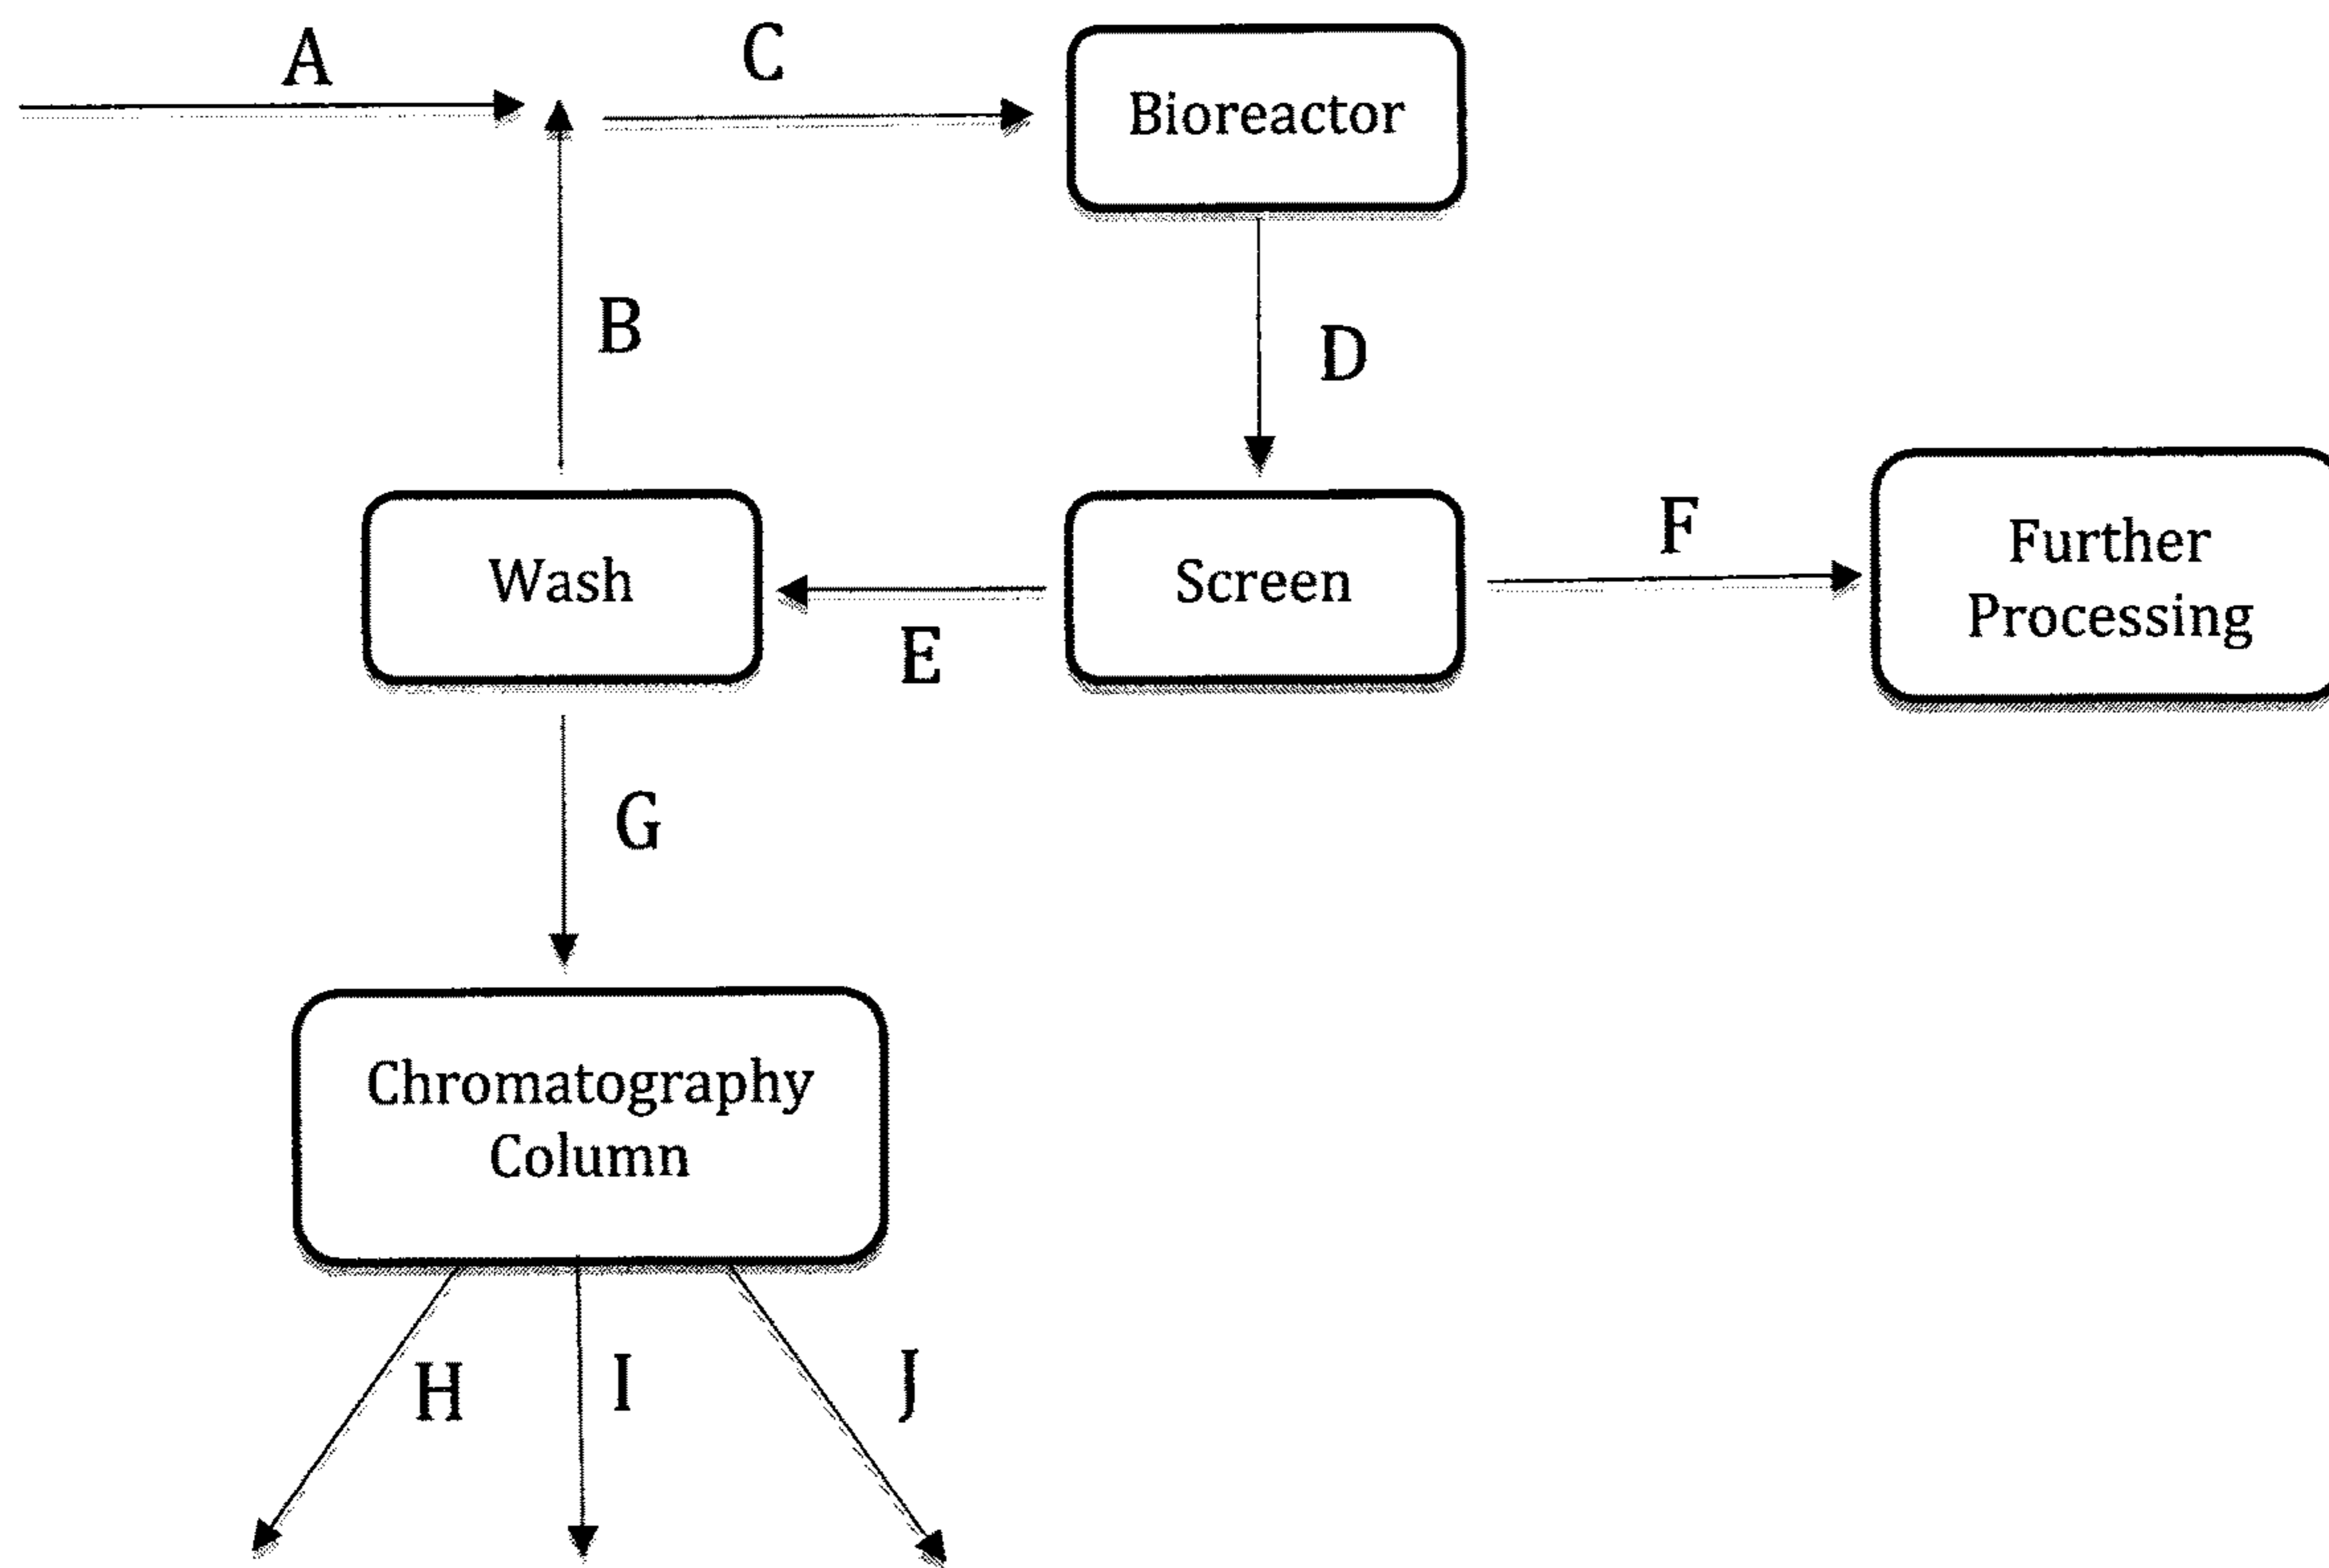 A
C
Bioreactor
B
D
Wash
Screen
F
Further
Processing
E
G
Chromatography
Column
H
I
J